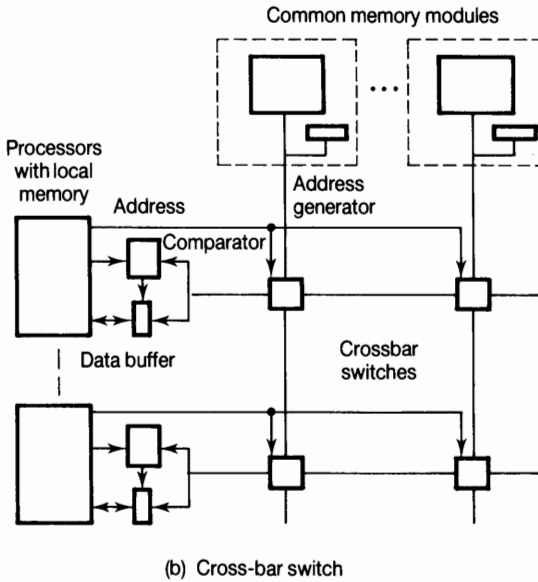 Common memory modules
Processors
with local
memory
Address
generator
Address
Comparator
Data buffer
Crossbar
switches
(b) Cross-bar switch